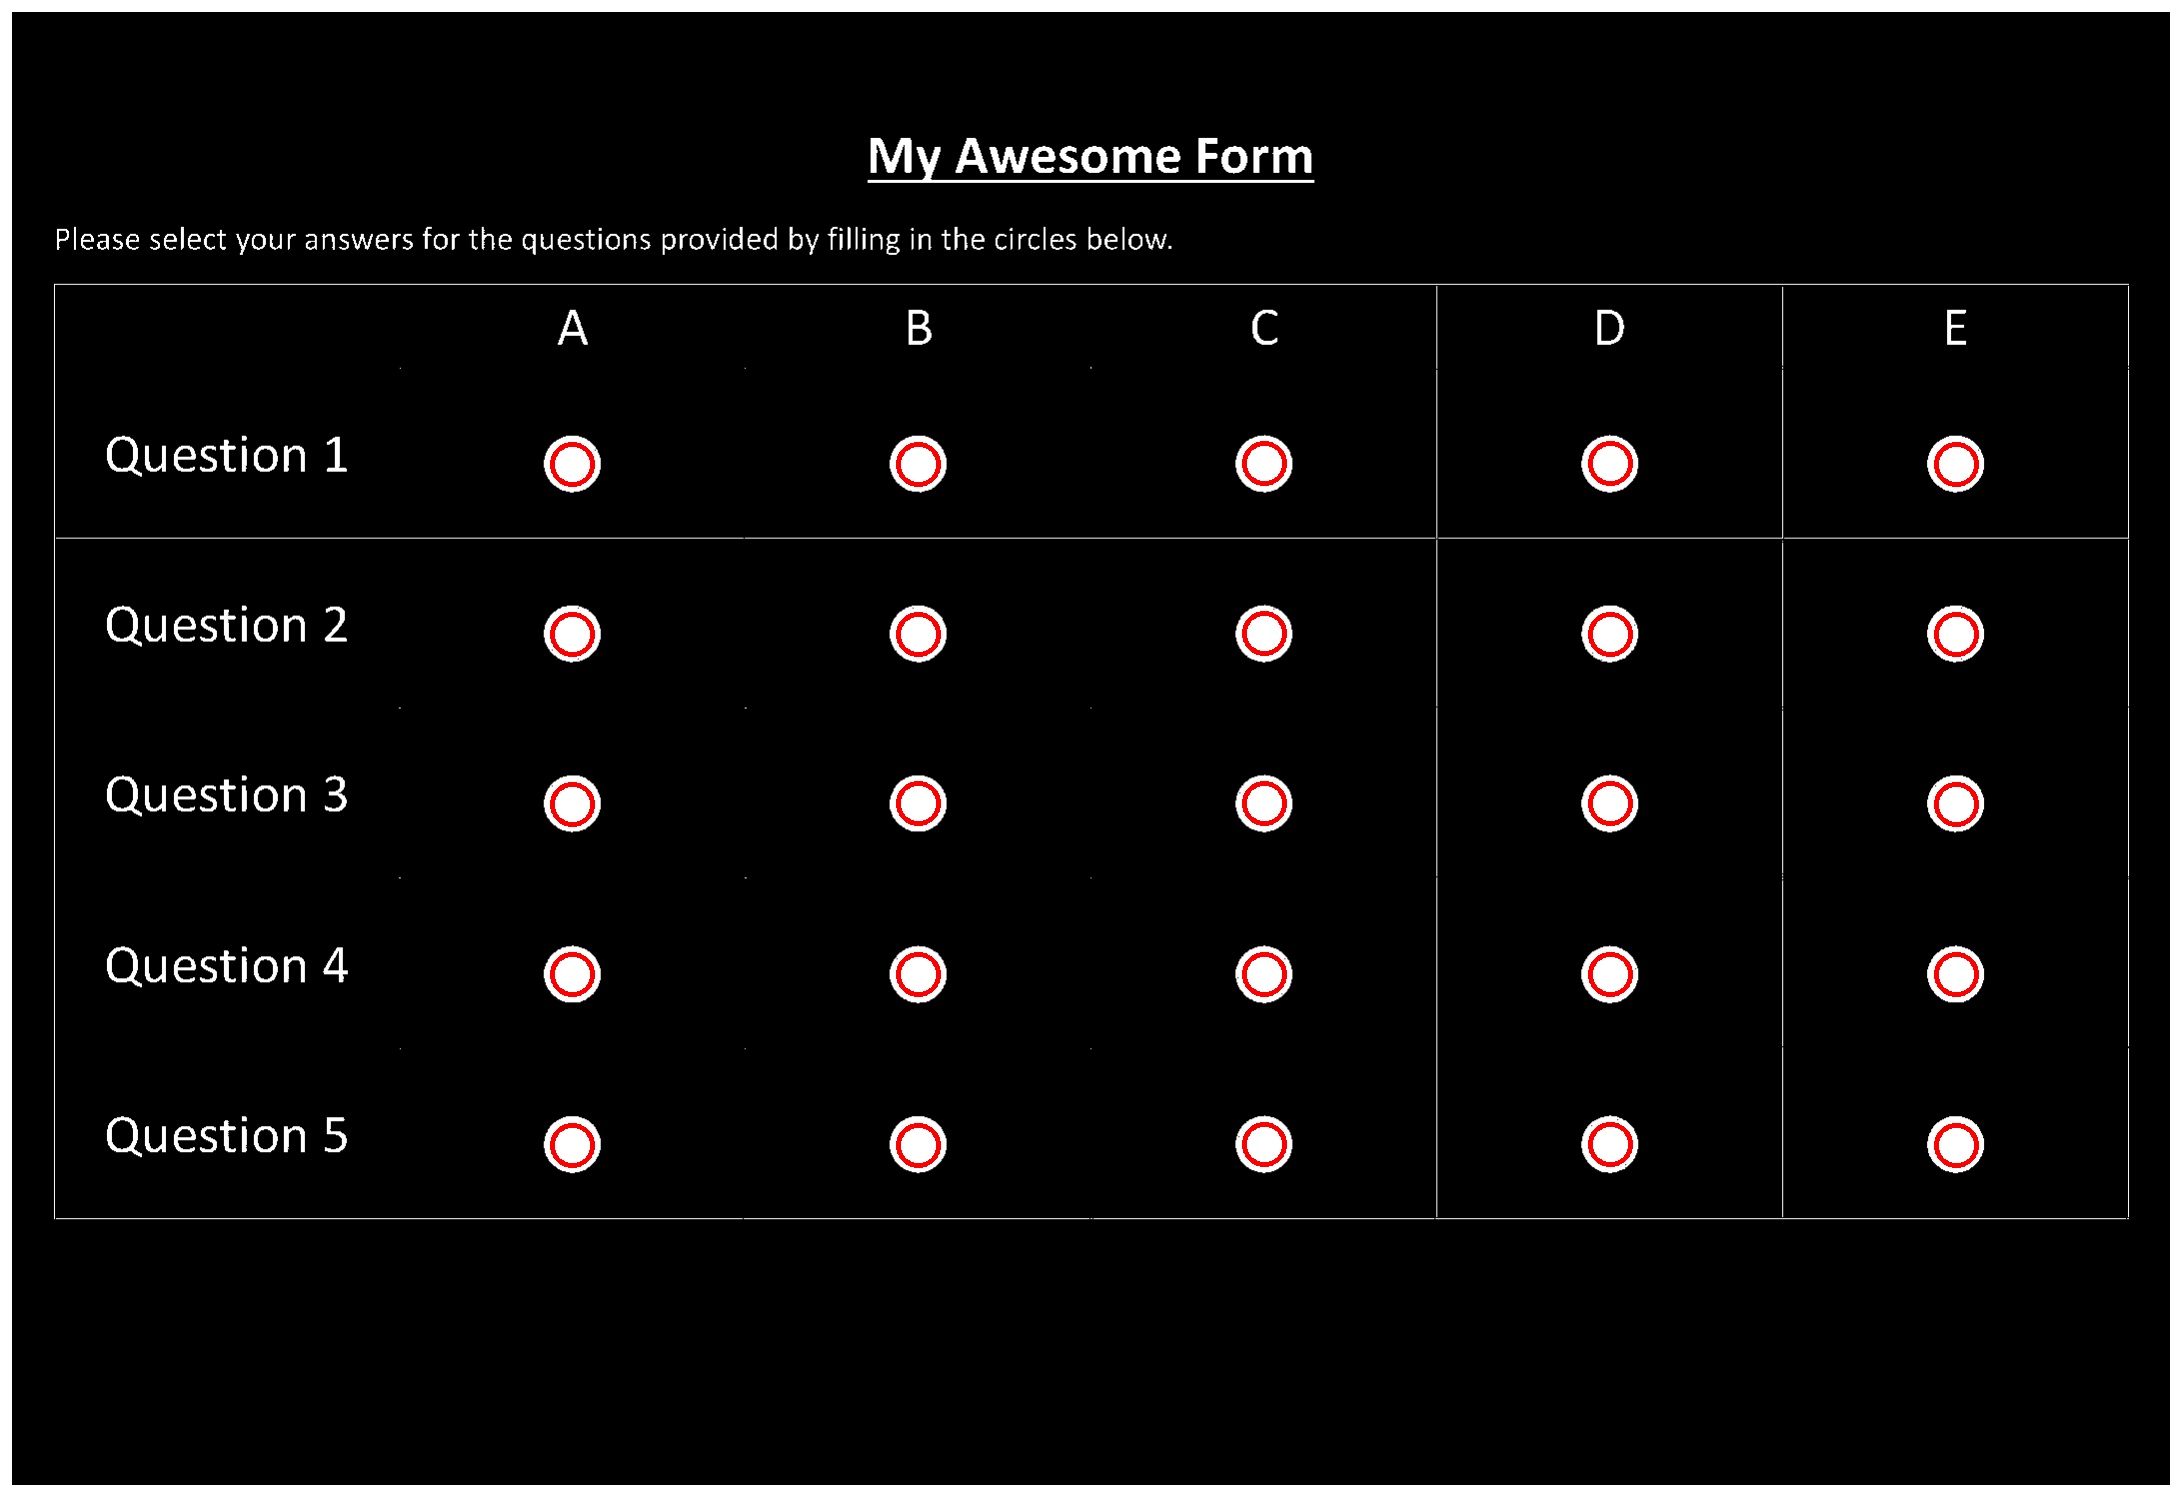 My Awesome Form
Please select your answers for the questions provided by filling in the circles below.
A B C D E
Question 1
Question 2
Question 3
Question 4
Question 5